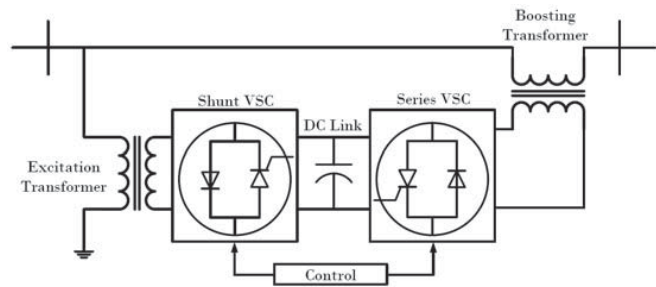 Boosting
Transformer
Shunt VSC
Series VSC
DC Link
Excitation
Transformer
Control